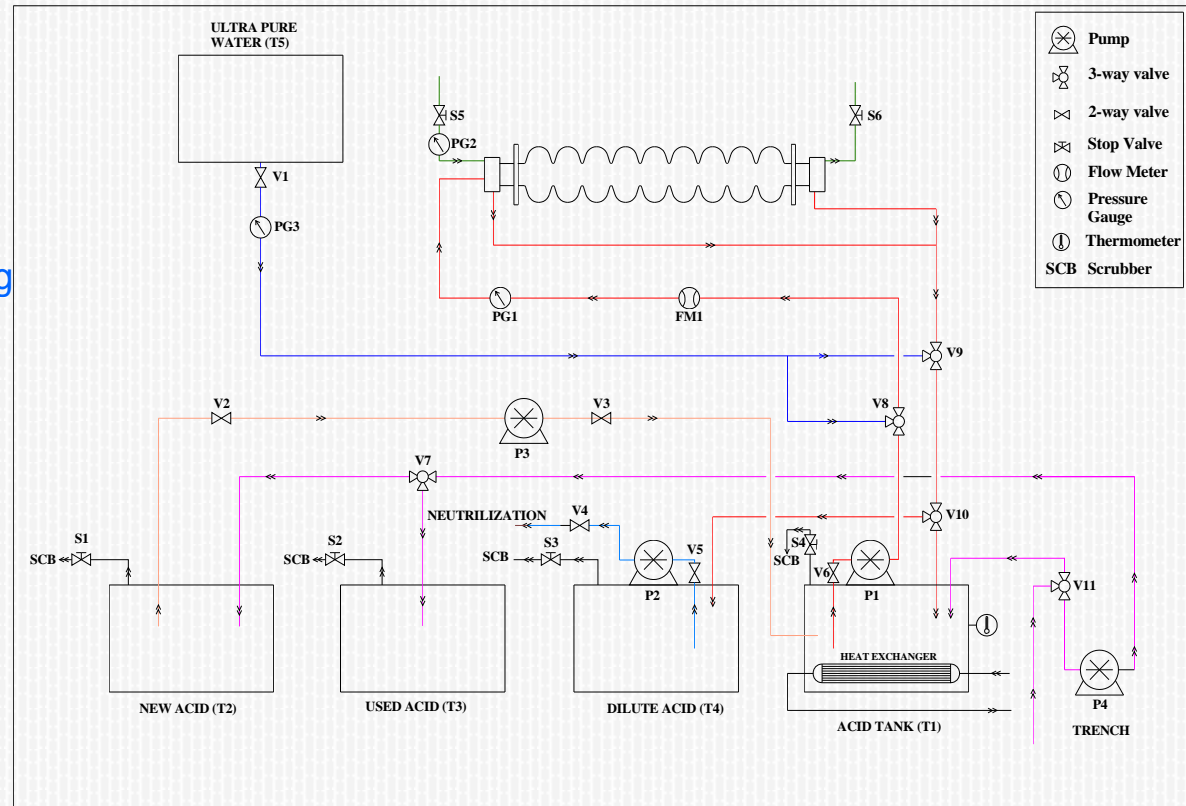 ULTRA PURE
WATER (T5)
V1
PG3
S5
PG2
S6
Pump
3-way valve
2-way valve
Stop Valve
Flow Meter
Pressure
Gauge
Thermometer
SCB Scrubber
g
PG1
FM1
V9
V2
V3
V8
P3
V7
NEUTRILIZATION
V4
V10
S1
SCB
S2
SCB
S3
SCB
P2
V5
S4
SCB
V6
P1
V11
HEAT EXCHANGER
P4
NEW ACID (T2)
USED ACID (T3)
DILUTE ACID (T4)
ACID TANK (T1)
TRENCH